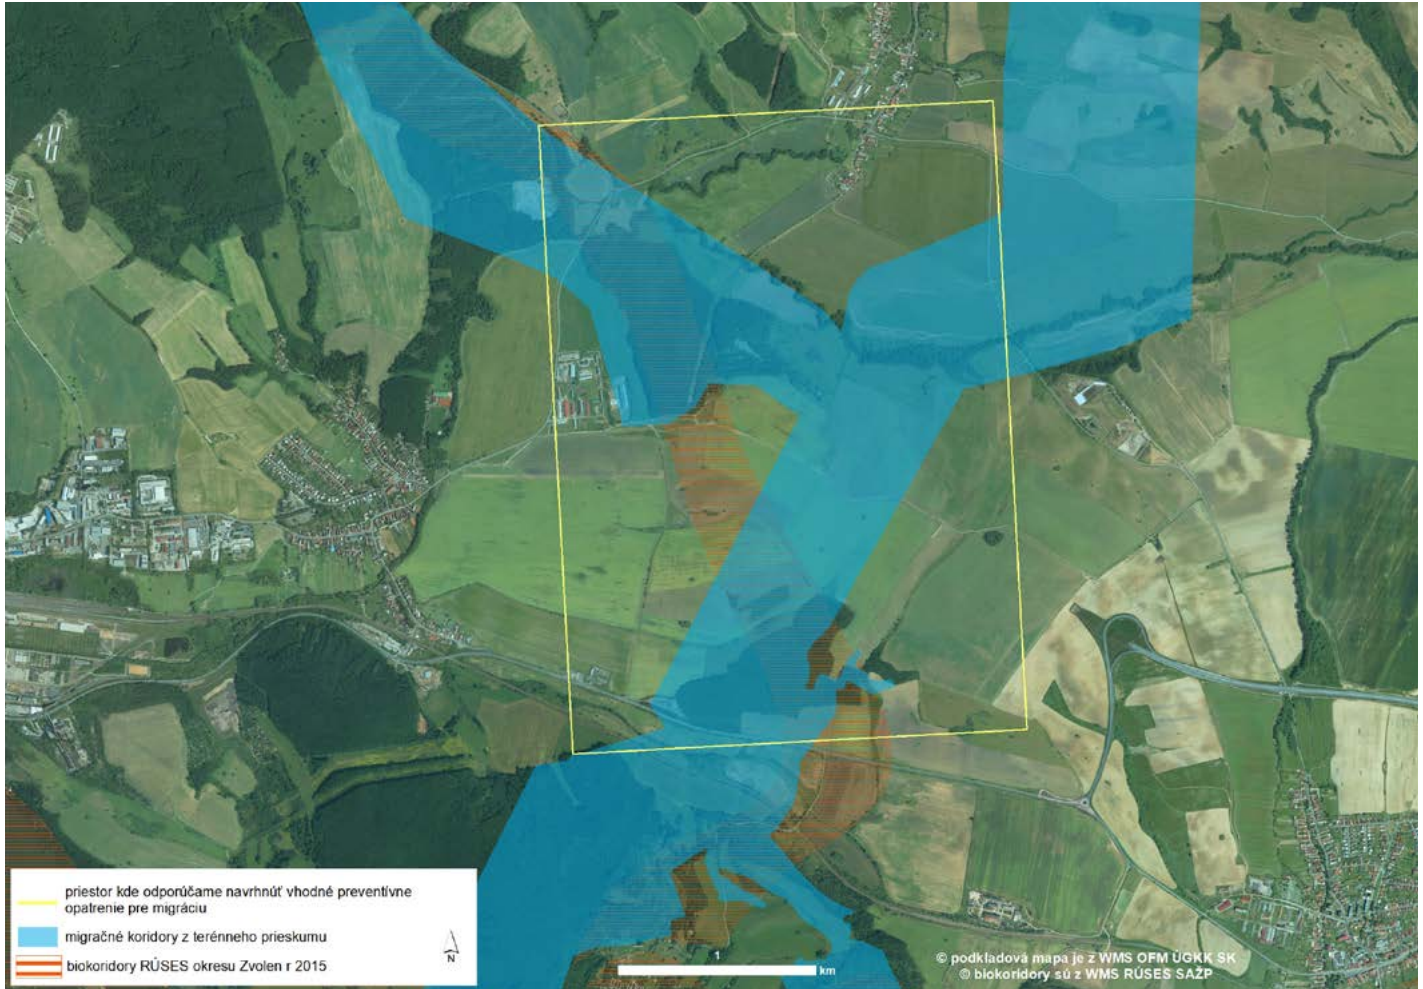 priestor kde odporúčame navrhnúť vhodné preventívne
opatrenie pre migráciu
migračné koridory z terénneho prieskumu
biokoridory RÚSES okresu Zvolen r 2015
N
1
km
© podkladová mapa je z WMS OFM ÚGKK SK
© biokoridory sú z WMS RÚSES SAŽP